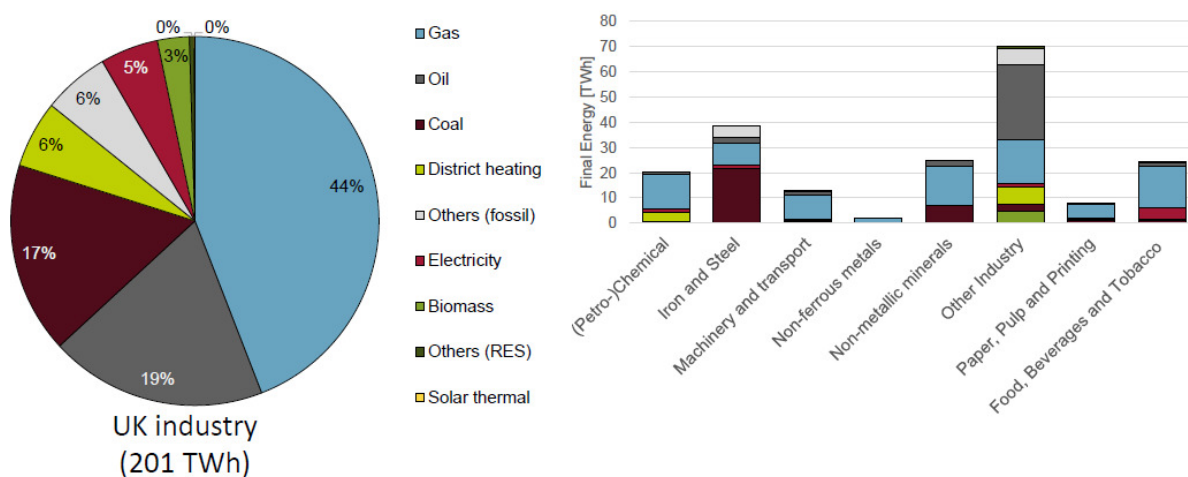 0%
0%
3%
5%
6%
6%
17%
19%
44%
UK industry
(201 TWh)
Gas
Oil
Coal
District heating
Others (fossil)
Electricity
Biomass
Others (RES)
Solar thermal
Final Energy [TWh]
80
70
60
50
40
30
20
10
0
(Petro-)Chemical
Iron and Steel
Machinery and transport
Non-ferrous metals
Non-metallic minerals
Other Industry
Paper, Pulp and Printing
Food, Beverages and Tobacco